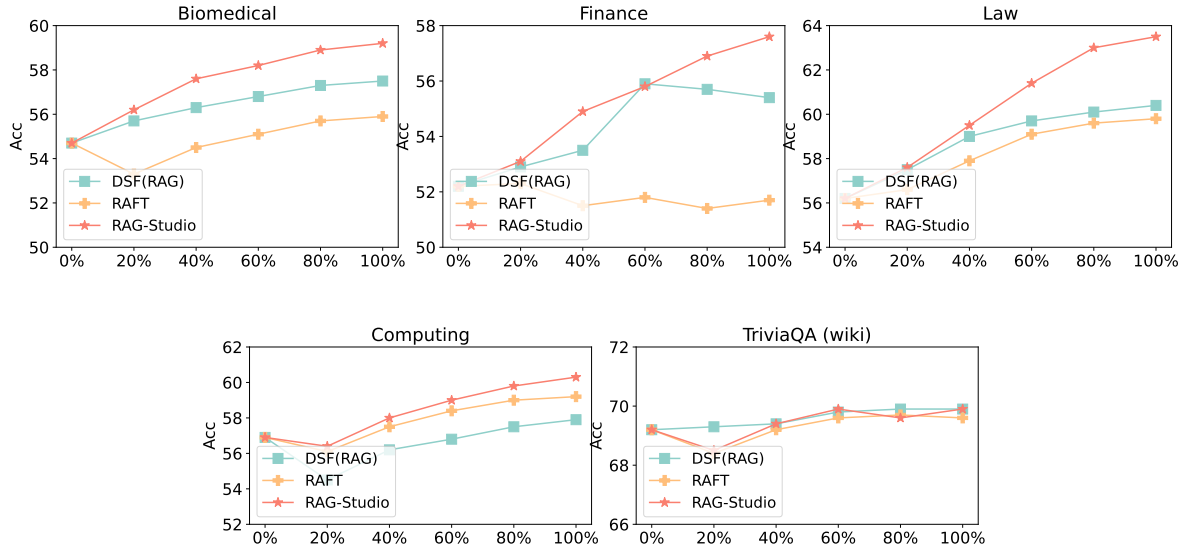 Biomedical
Acc
60
58
56
54
52
50
DSF(RAG)
RAFT
RAG-Studio
0% 20% 40% 60% 80% 100%
Finance
Acc
58
56
54
52
50
DSF(RAG)
RAFT
RAG-Studio
0% 20% 40% 60% 80% 100%
Law
Acc
64
62
60
58
56
54
DSF(RAG)
RAFT
RAG-Studio
0% 20% 40% 60% 80% 100%
Computing
Acc
62
60
58
56
54
52
DSF(RAG)
RAFT
RAG-Studio
0% 20% 40% 60% 80% 100%
TriviaQA (wiki)
Acc
72
70
68
66
DSF(RAG)
RAFT
RAG-Studio
0% 20% 40% 60% 80% 100%